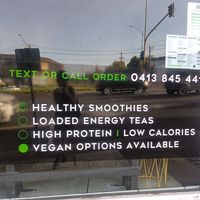 TEXT OR CALL ORDER 0413 845 44
HEALTHY SMOOTHIES
LOADED ENERGY TEAS
HIGH PROTEIN | LOW CALORIES
VEGAN OPTIONS AVAILABLE